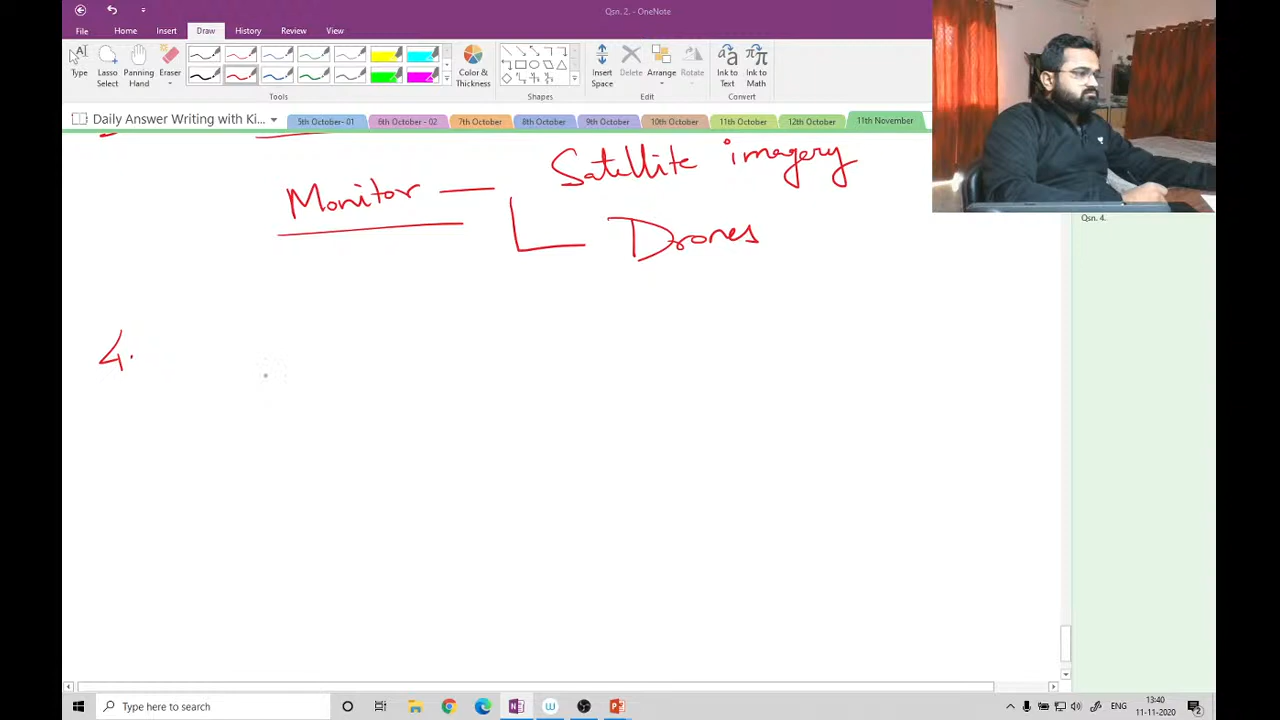 Qsn. 2. - OneNote
File Home Insert Draw History Review View
Type Lasso Select Panning Hand Eraser Color & Thickness Insert Space Delete Arrange Rotate Ink to Text Ink to Math
Tools Shapes Edit Convert
Daily Answer Writing with Ki... 5th October- 01 6th October - 02 7th October 8th October 9th October 10th October 11th October 12th October 11th November
Satellite imagery
Monitor
Drones
Qsn. 4.
4.
Type here to search
ENG 13:40
11-11-2020 2